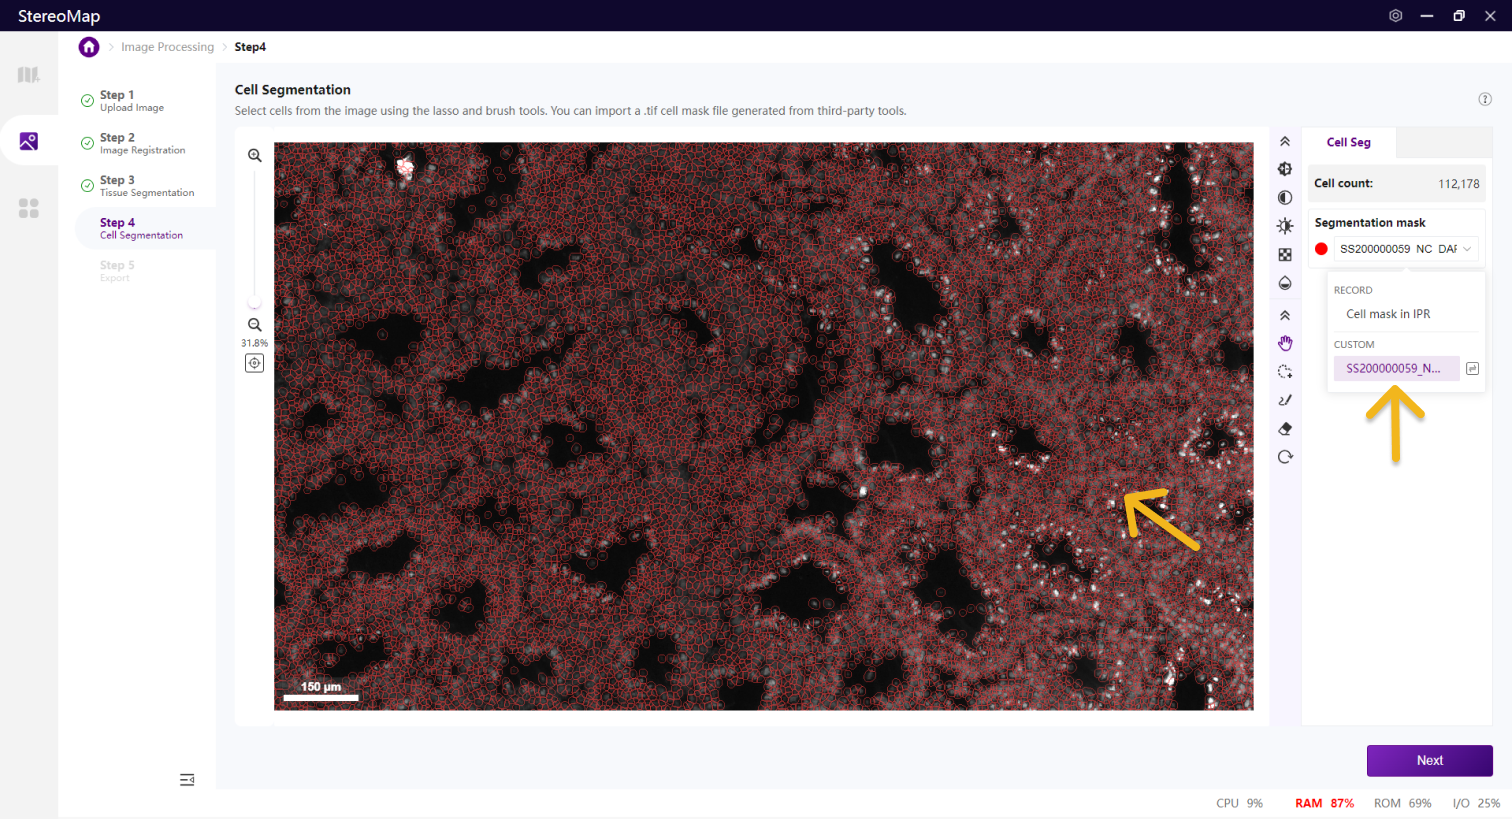 StereoMap
Image Processing
Step4
Step 1
Upload Image
Step 2
Image Registration
Step 3
Tissue Segmentation
Step 4
Cell Segmentation
Step 5
Export
Cell Segmentation
Select cells from the image using the lasso and brush tools. You can import a .tif cell mask file generated from third-party tools.
31.8%
150 μm
Cell Seg
Cell count: 112,178
Segmentation mask
SS200000059_NC_DAF
RECORD
Cell mask in IPR
CUSTOM
SS200000059_N...
Next
CPU 9% RAM 87% ROM 69% I/O 25%